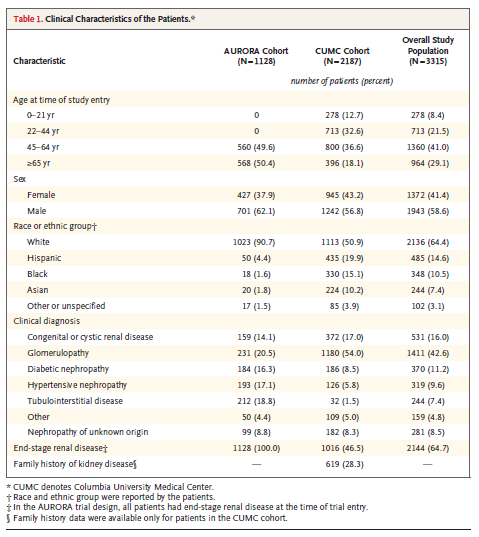 Table 1. Clinical Characteristics of the Patients.*
Characteristic AURORA Cohort (N=1128) CUMC Cohort (N=2187) Overall Study Population (N=3315)
number of patients (percent)
Age at time of study entry
0–21 yr 0 278 (12.7) 278 (8.4)
22–44 yr 0 713 (32.6) 713 (21.5)
45–64 yr 560 (49.6) 800 (36.6) 1360 (41.0)
≥65 yr 568 (50.4) 396 (18.1) 964 (29.1)
Sex
Female 427 (37.9) 945 (43.2) 1372 (41.4)
Male 701 (62.1) 1242 (56.8) 1943 (58.6)
Race or ethnic group†
White 1023 (90.7) 1113 (50.9) 2136 (64.4)
Hispanic 50 (4.4) 435 (19.9) 485 (14.6)
Black 18 (1.6) 330 (15.1) 348 (10.5)
Asian 20 (1.8) 224 (10.2) 244 (7.4)
Other or unspecified 17 (1.5) 85 (3.9) 102 (3.1)
Clinical diagnosis
Congenital or cystic renal disease 159 (14.1) 372 (17.0) 531 (16.0)
Glomerulopathy 231 (20.5) 1180 (54.0) 1411 (42.6)
Diabetic nephropathy 184 (16.3) 186 (8.5) 370 (11.2)
Hypertensive nephropathy 193 (17.1) 126 (5.8) 319 (9.6)
Tubulointerstitial disease 212 (18.8) 32 (1.5) 244 (7.4)
Other 50 (4.4) 109 (5.0) 159 (4.8)
Nephropathy of unknown origin 99 (8.8) 182 (8.3) 281 (8.5)
End-stage renal disease‡ 1128 (100.0) 1016 (46.5) 2144 (64.7)
Family history of kidney disease§ — 619 (28.3) —
* CUMC denotes Columbia University Medical Center.
† Race and ethnic group were reported by the patients.
‡ In the AURORA trial design, all patients had end-stage renal disease at the time of trial entry.
§ Family history data were available only for patients in the CUMC cohort.